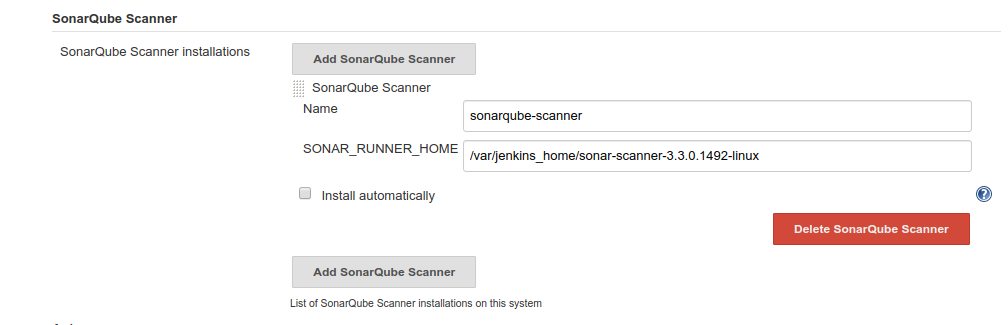 SonarQube Scanner
SonarQube Scanner installations
Add SonarQube Scanner
SonarQube Scanner
Name
sonarqube-scanner
SONAR_RUNNER_HOME
/var/jenkins_home/sonar-scanner-3.3.0.1492-linux
Install automatically
?
Delete SonarQube Scanner
Add SonarQube Scanner
List of SonarQube Scanner installations on this system